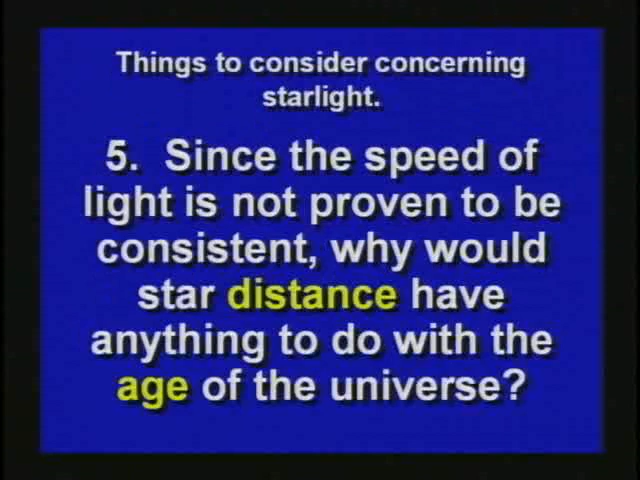 Things to consider concerning
starlight.
5. Since the speed of
light is not proven to be
consistent, why would
star distance have
anything to do with the
age of the universe?